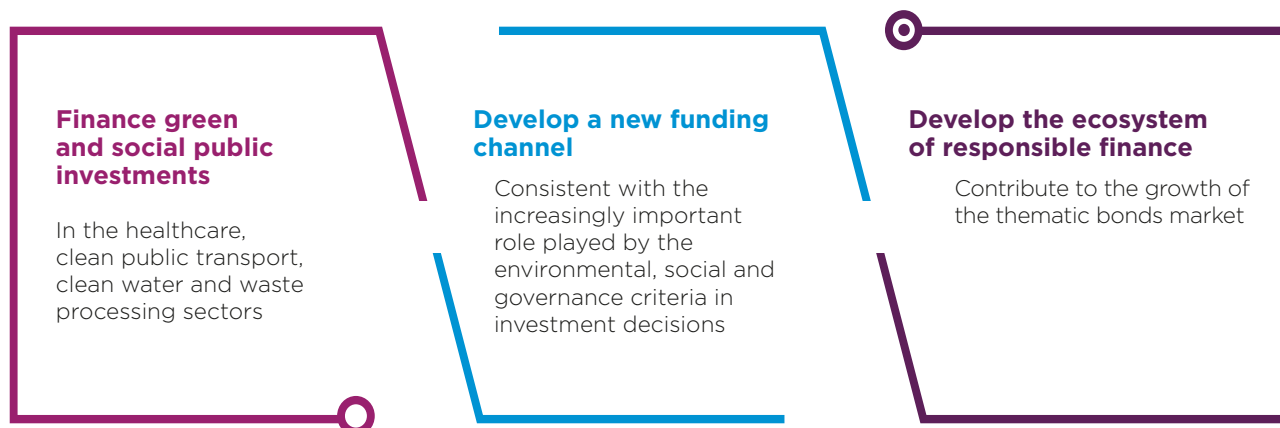 Finance green
and social public
investments
In the healthcare,
clean public transport,
clean water and waste
processing sectors
Develop a new funding
channel
Consistent with the
increasingly important
role played by the
environmental, social and
governance criteria in
investment decisions
Develop the ecosystem
of responsible finance
Contribute to the growth of
the thematic bonds market